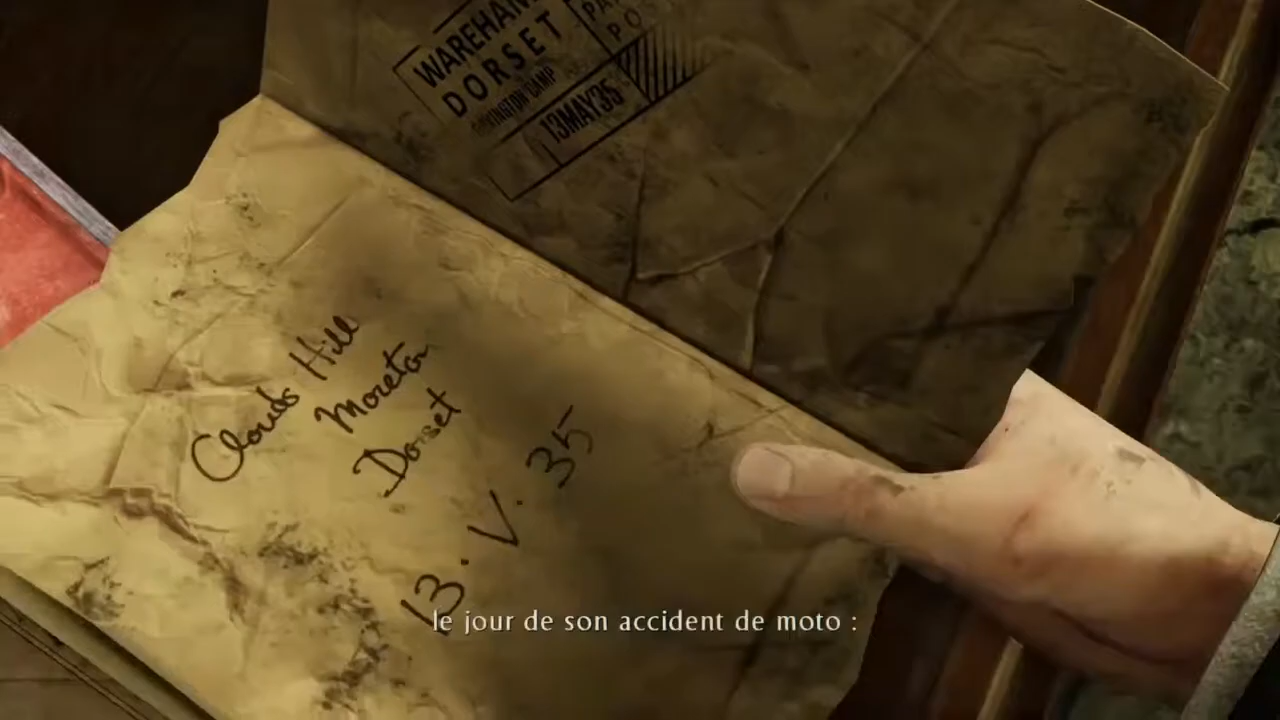 WAREHAM
DORSET
13MAY35
Clouds Hill
Moreton
Dorset
13. V. 35
le jour de son accident de moto :